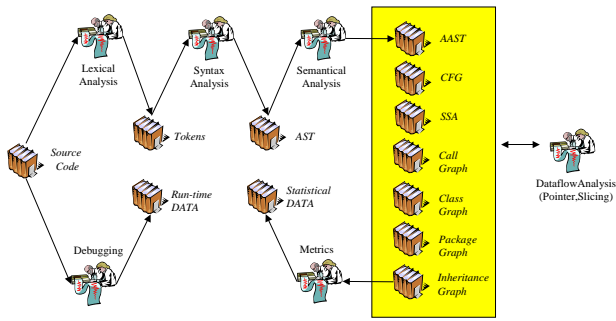 Lexical
Analysis
Syntax
Analysis
Semantical
Analysis
AAST
CFG
SSA
Call
Graph
Class
Graph
Package
Graph
Inheritance
Graph
Source
Code
Tokens
AST
Run-time
DATA
Statistical
DATA
Debugging
Metrics
DataflowAnalysis
(Pointer,Slicing)